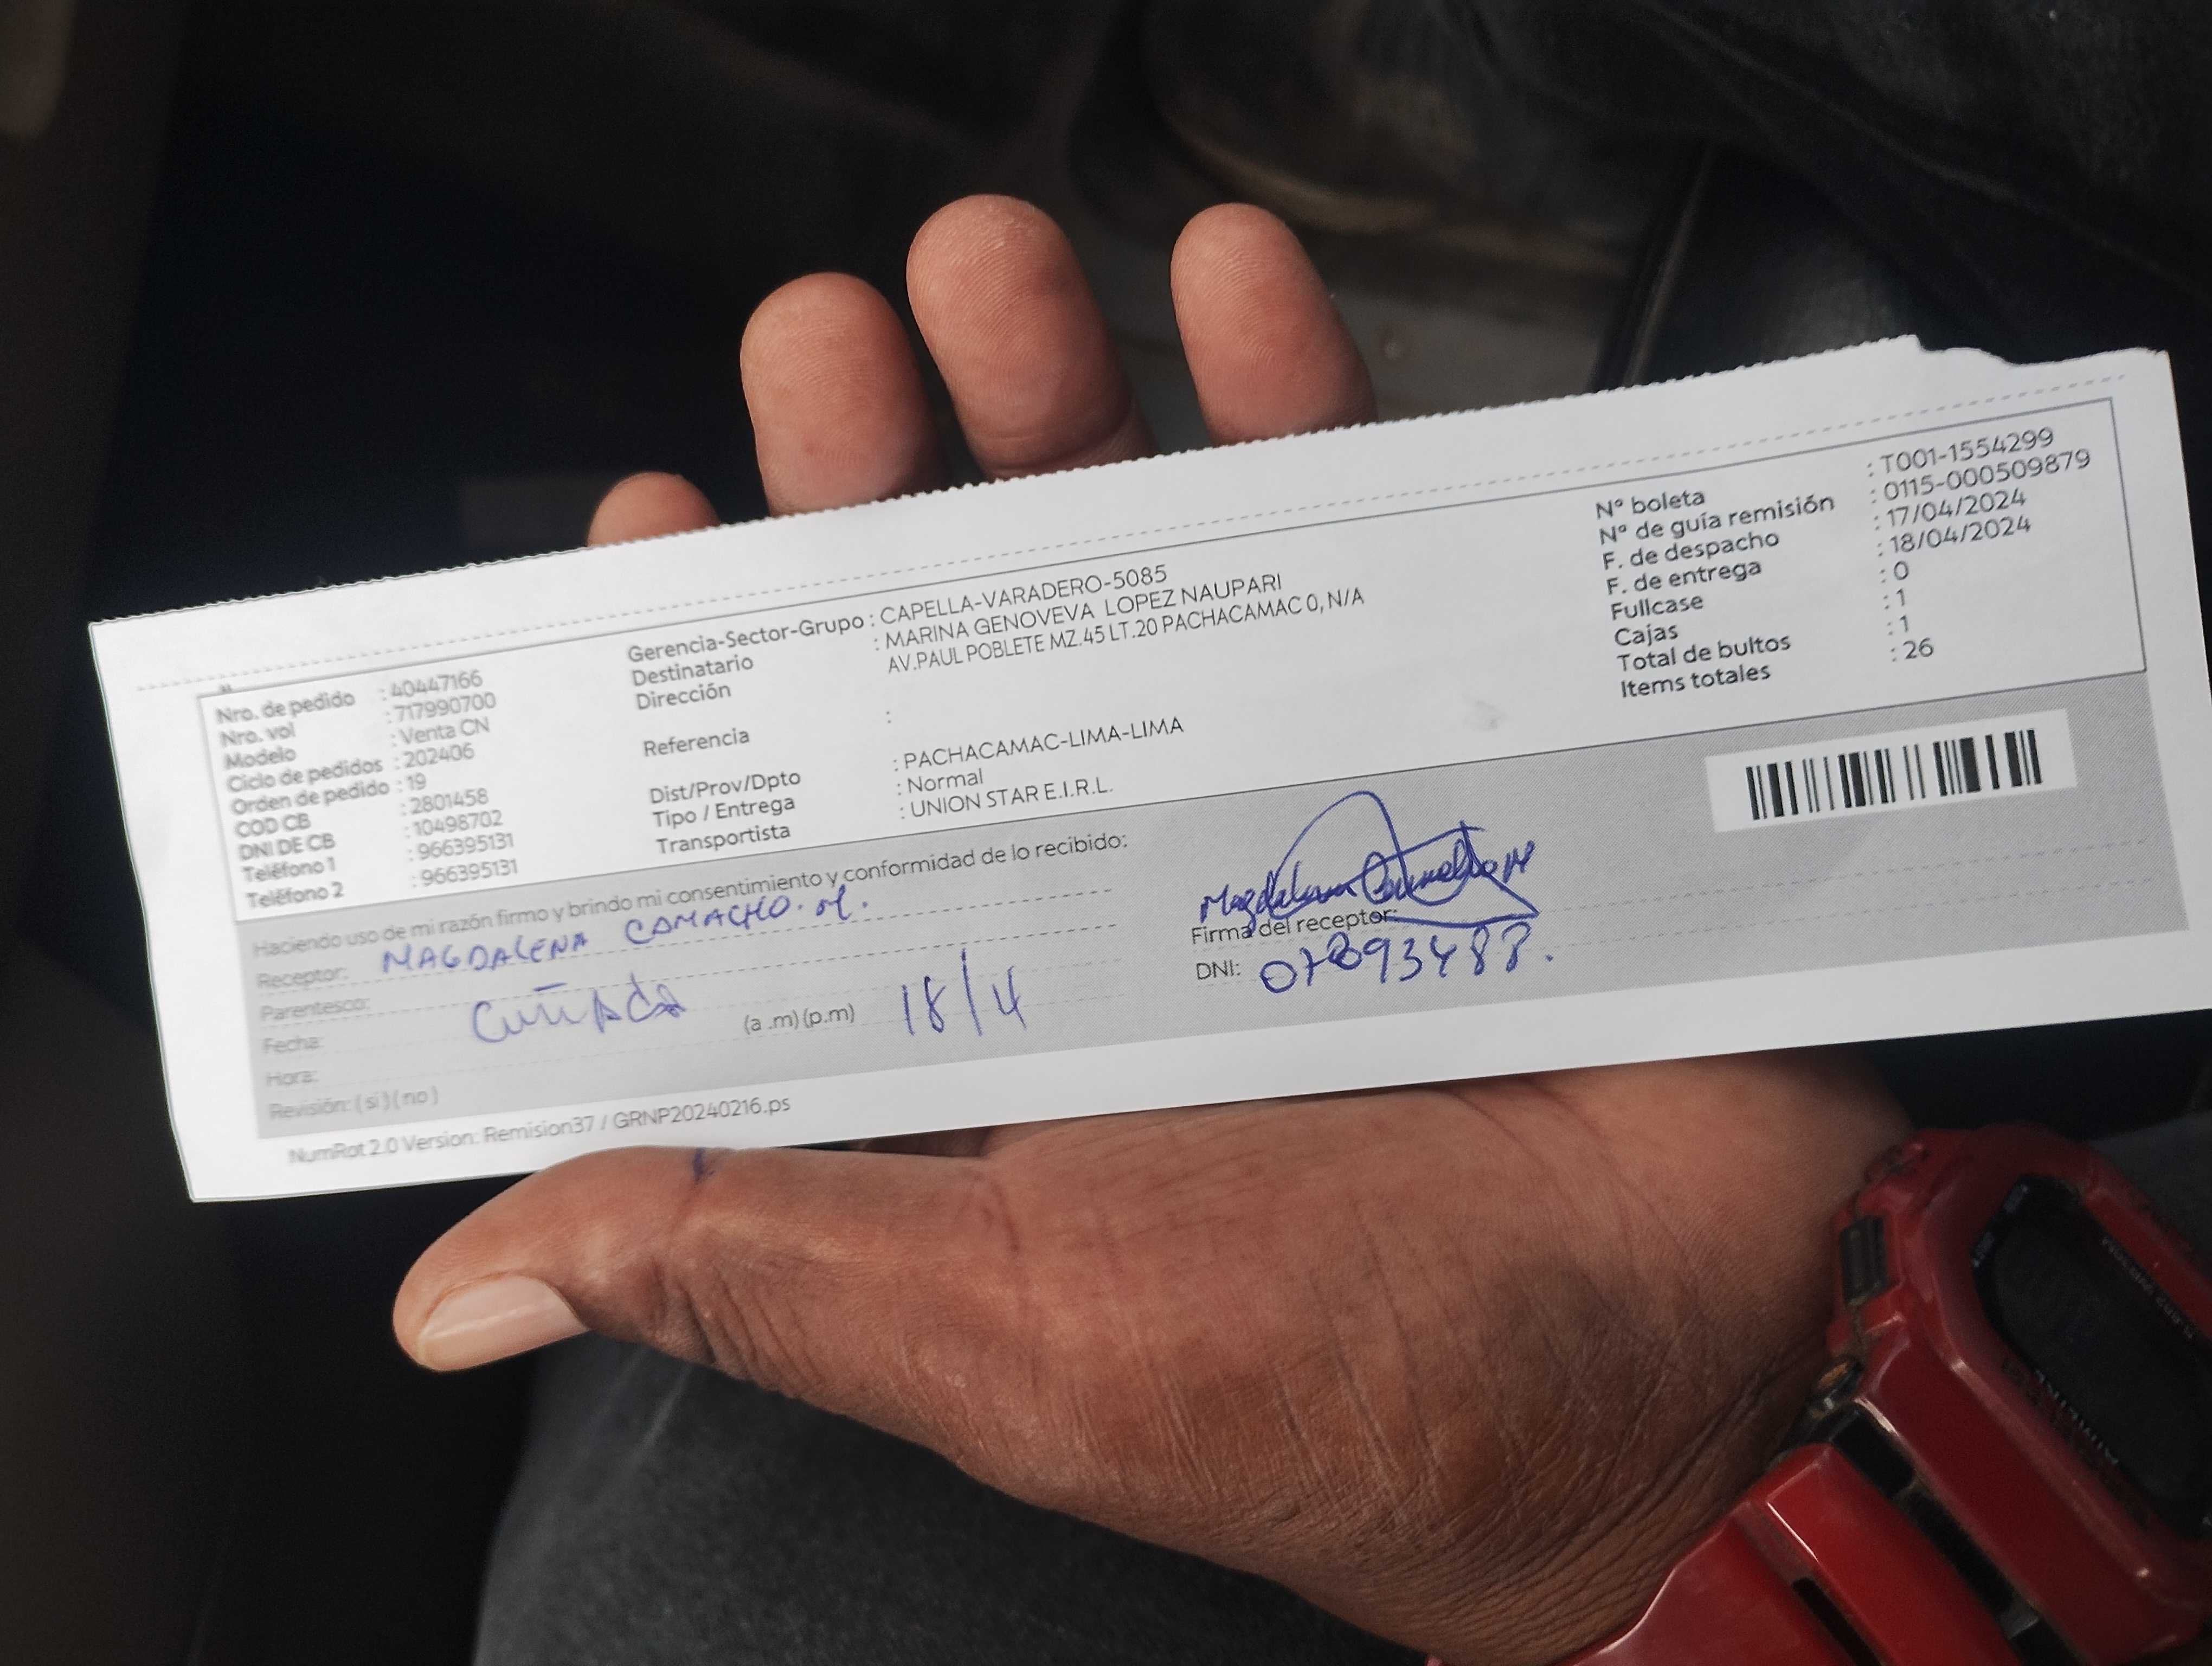 Nro. de pedido : 40447166
Nro. vol : 717990700
Modelo : Venta CN
Ciclo de pedidos : 202406
Orden de pedido : 19
COD CB : 2801458
DNI DE CB : 10498702
Teléfono 1 : 966395131
Teléfono 2 : 966395131
Gerencia-Sector-Grupo : CAPELLA-VARADERO-5085
Destinatario : MARINA GENOVEVA LOPEZ NAUPARI
Dirección AV.PAUL POBLETE MZ.45 LT.20 PACHACAMAC 0, N/A
Referencia :
Dist/Prov/Dpto : PACHACAMAC-LIMA-LIMA
Tipo / Entrega : Normal
Transportista : UNION STAR E.I.R.L.
N° boleta : T001-1554299
N° de guía remisión : 0115-000509879
F. de despacho : 17/04/2024
F. de entrega : 18/04/2024
Fullcase : 0
Cajas : 1
Total de bultos : 1
Items totales : 26
Haciendo uso de mi razón firmo y brindo mi consentimiento y conformidad de lo recibido:
Receptor: MAGDALENA CAMACHO. M.
Parentesco: cuñada
Fecha: (a .m) (p.m) 18/4
Hora:
Revisión: ( si ) ( no )
Magdalena Camacho M
Firma del receptor:
DNI:
NumRot 2.0 Version: Remision37 / GRNP20240216.ps